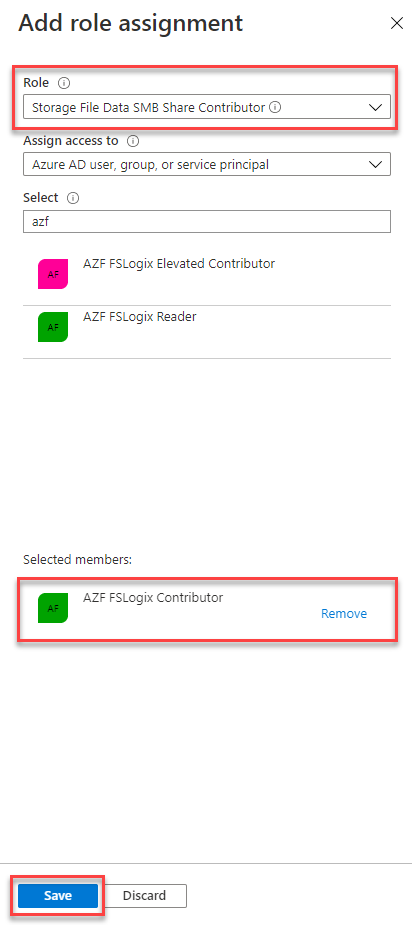 Add role assignment
Role
Storage File Data SMB Share Contributor
Assign access to
Azure AD user, group, or service principal
Select
azf
AF
AZF FSLogix Elevated Contributor
AF
AZF FSLogix Reader
Selected members:
AF
AZF FSLogix Contributor
Remove
Save
Discard